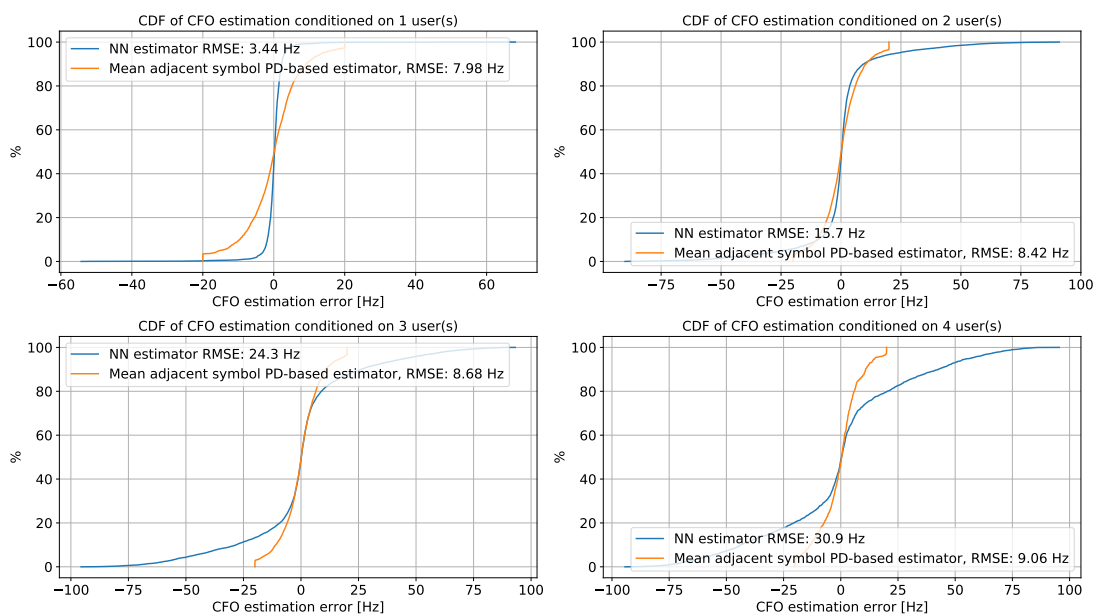 CDF of CFO estimation conditioned on 1 user(s)
NN estimator RMSE: 3.44 Hz
Mean adjacent symbol PD-based estimator, RMSE: 7.98 Hz
100
80
60
40
20
0
%
−60 −40 −20 0 20 40 60
CFO estimation error [Hz]
CDF of CFO estimation conditioned on 2 user(s)
100
80
60
40
20
0
%
NN estimator RMSE: 15.7 Hz
Mean adjacent symbol PD-based estimator, RMSE: 8.42 Hz
−75 −50 −25 0 25 50 75 100
CFO estimation error [Hz]
CDF of CFO estimation conditioned on 3 user(s)
NN estimator RMSE: 24.3 Hz
Mean adjacent symbol PD-based estimator, RMSE: 8.68 Hz
100
80
60
40
20
0
%
−100 −75 −50 −25 0 25 50 75 100
CFO estimation error [Hz]
CDF of CFO estimation conditioned on 4 user(s)
100
80
60
40
20
0
%
NN estimator RMSE: 30.9 Hz
Mean adjacent symbol PD-based estimator, RMSE: 9.06 Hz
−100 −75 −50 −25 0 25 50 75 100
CFO estimation error [Hz]